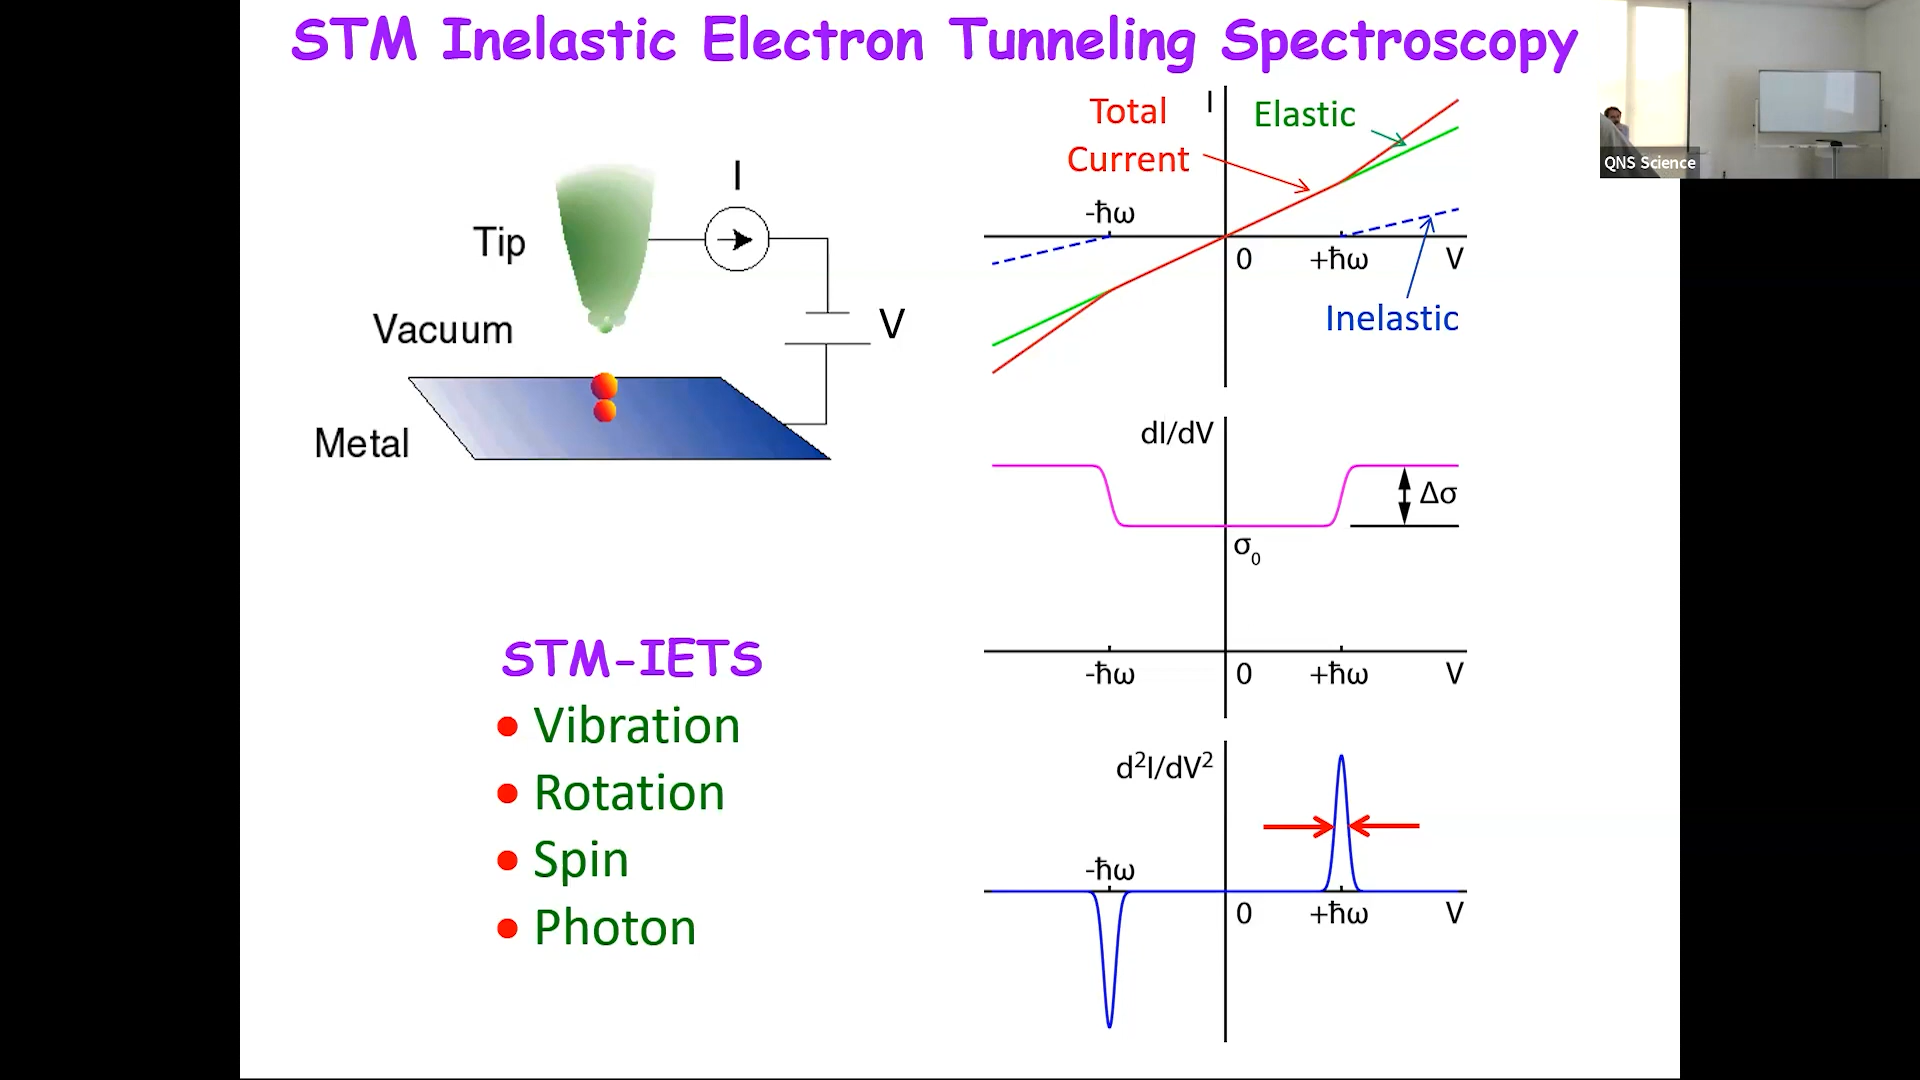 STM Inelastic Electron Tunneling Spectroscopy
I
Tip
Vacuum
V
Metal
STM-IETS
• Vibration
• Rotation
• Spin
• Photon
Total
Current
I
Elastic
-ħω
0
+ħω
V
Inelastic
dI/dV
Δσ
σ₀
-ħω
0
+ħω
V
d²I/dV²
-ħω
0
+ħω
V
QNS Science